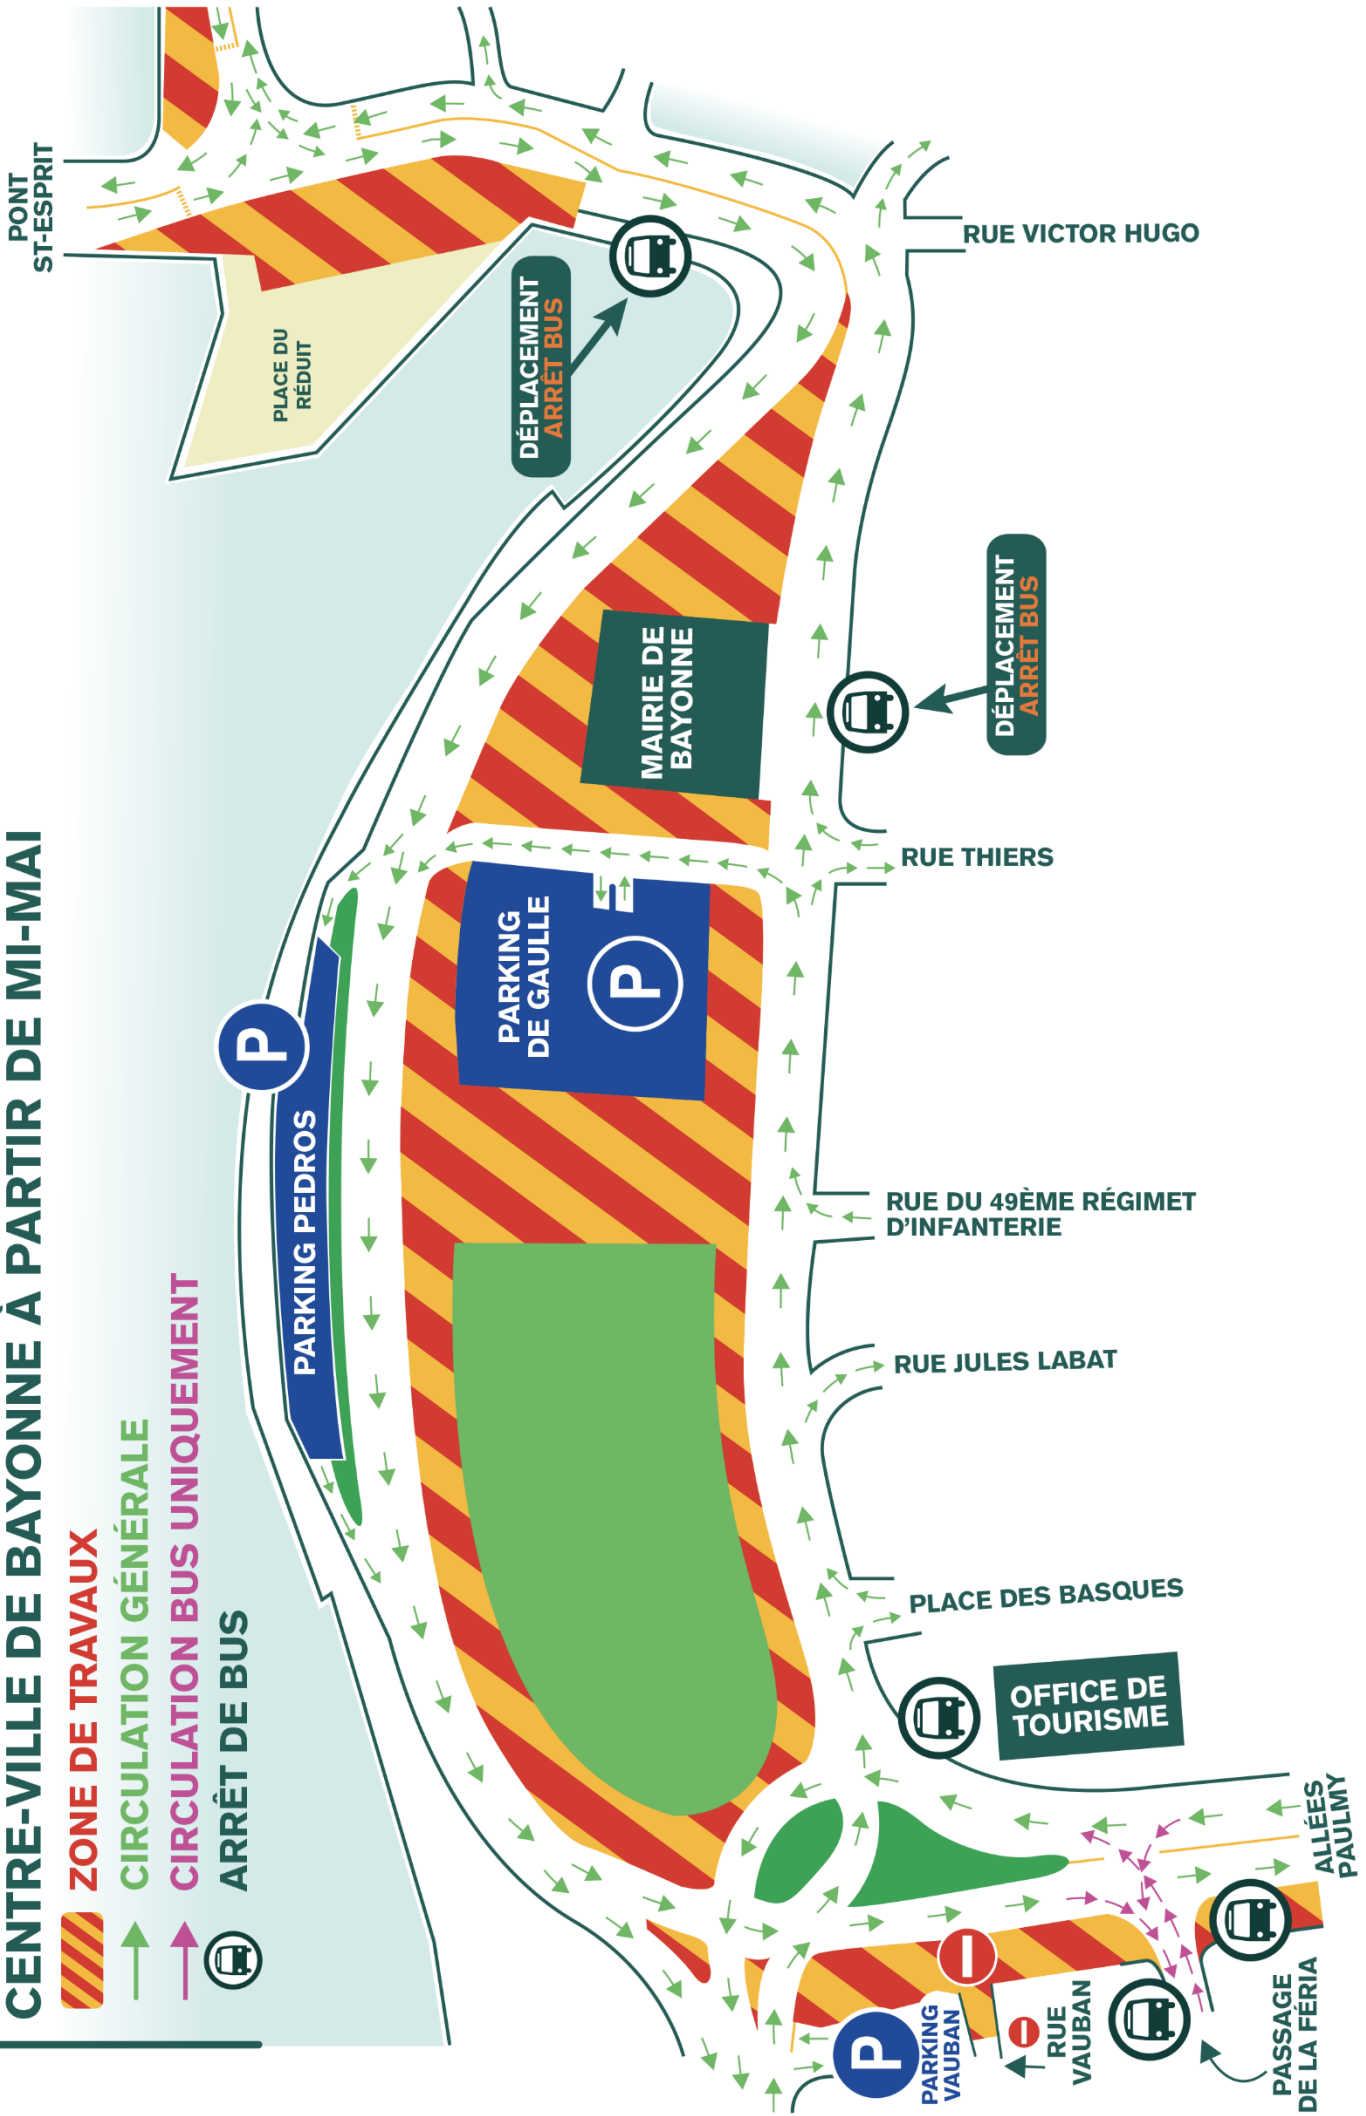 CENTRE-VILLE DE BAYONNE À PARTIR DE MI-MAI
ZONE DE TRAVAUX
CIRCULATION GÉNÉRALE
CIRCULATION BUS UNIQUEMENT
ARRÊT DE BUS
PONT
ST-ESPRIT
PLACE DU
RÉDUIT
DÉPLACEMENT
ARRÊT BUS
RUE VICTOR HUGO
MAIRIE DE
BAYONNE
DÉPLACEMENT
ARRÊT BUS
RUE THIERS
P
PARKING PEDROS
PARKING
DE GAULLE
P
RUE DU 49ÈME RÉGIMET
D'INFANTERIE
RUE JULES LABAT
PLACE DES BASQUES
OFFICE DE
TOURISME
ALLÉES
PAULMY
P
PARKING
VAUBAN
RUE
VAUBAN
PASSAGE
DE LA FÉRIA